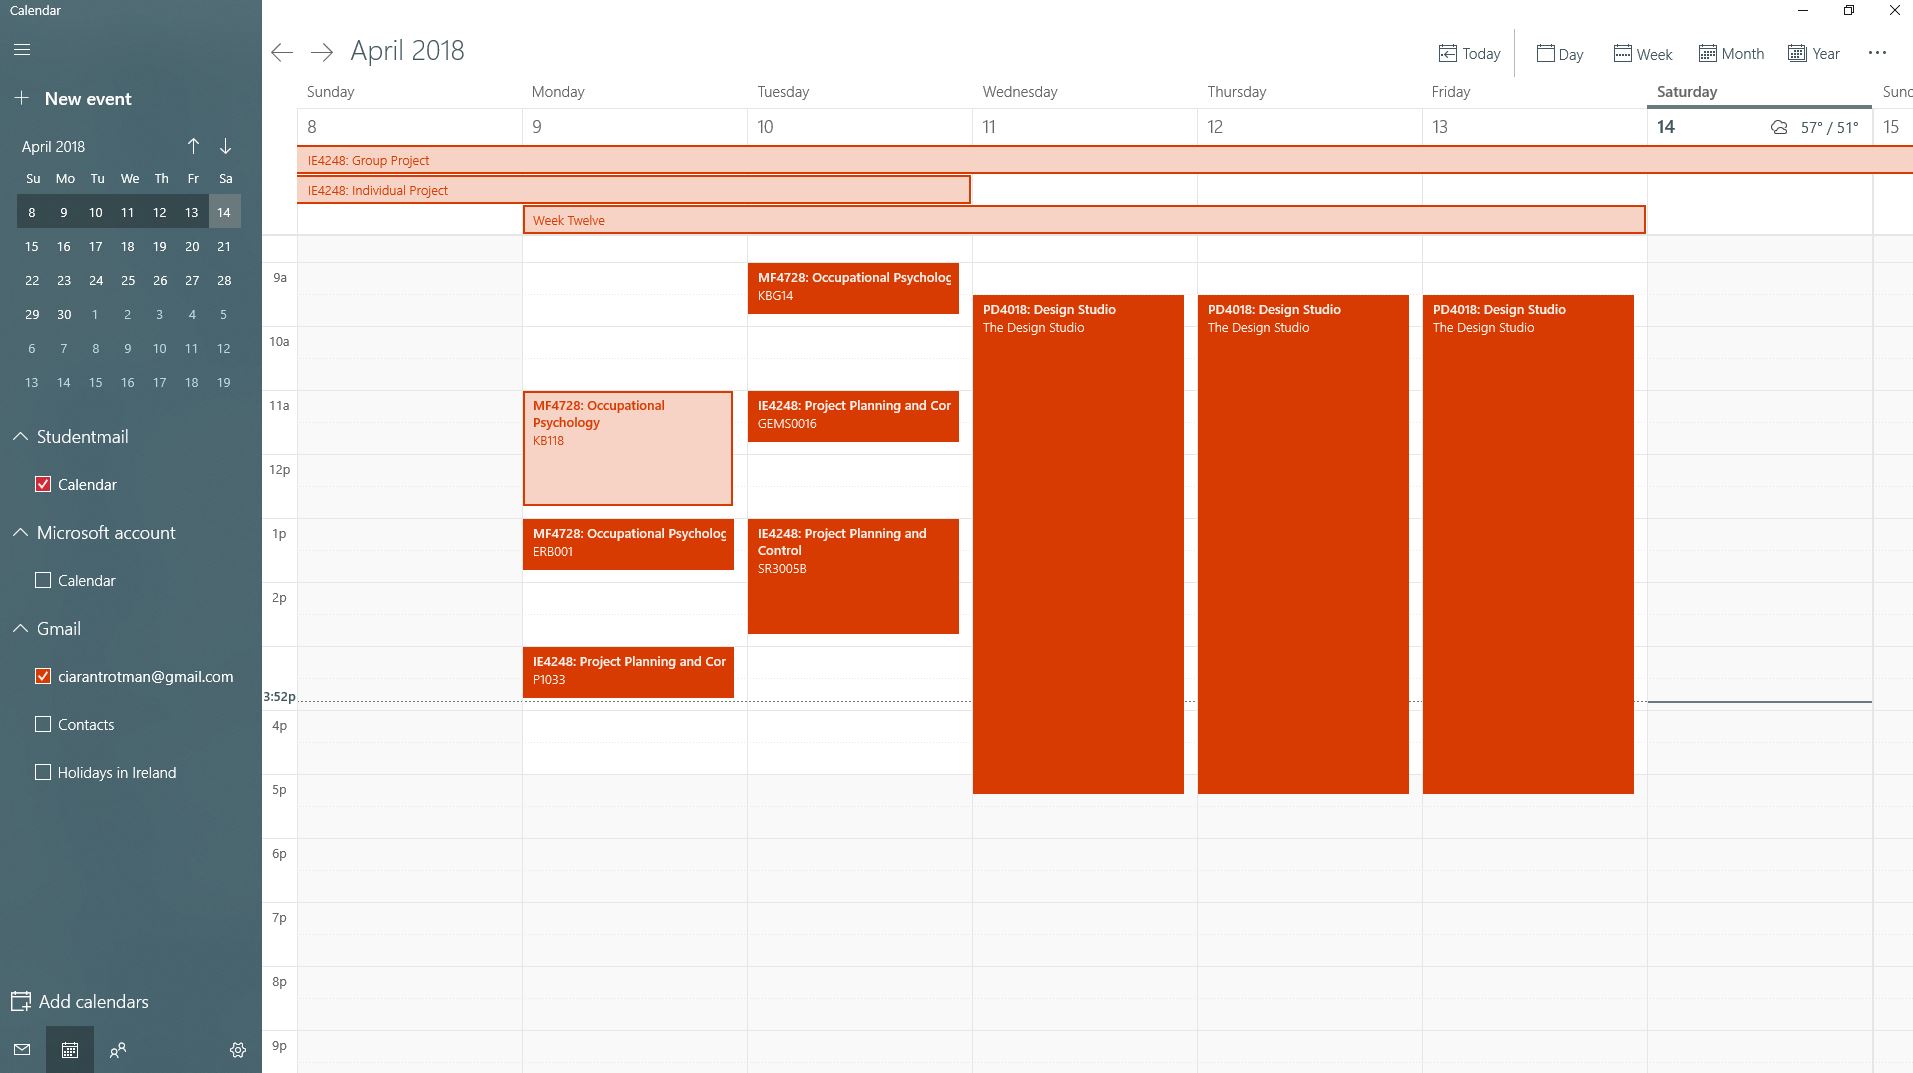 Calendar
New event
April 2018
Su Mo Tu We Th Fr Sa
8 9 10 11 12 13 14
15 16 17 18 19 20 21
22 23 24 25 26 27 28
29 30 1 2 3 4 5
6 7 8 9 10 11 12
13 14 15 16 17 18 19
Studentmail
Calendar
Microsoft account
Calendar
Gmail
ciarantrotman@gmail.com
Contacts
Holidays in Ireland
Add calendars
April 2018
Today Day Week Month Year
Sunday Monday Tuesday Wednesday Thursday Friday Saturday Sund
8 9 10 11 12 13 14 57° / 51° 15
IE4248: Group Project
IE4248: Individual Project
Week Twelve
9a
10a
11a
12p
1p
2p
3:52p
4p
5p
6p
7p
8p
9p
MF4728: Occupational
Psychology
KB118
MF4728: Occupational Psycholog
ERB001
IE4248: Project Planning and Cor
P1033
MF4728: Occupational Psycholog
KBG14
IE4248: Project Planning and Cor
GEMS0016
IE4248: Project Planning and
Control
SR3005B
PD4018: Design Studio
The Design Studio
PD4018: Design Studio
The Design Studio
PD4018: Design Studio
The Design Studio